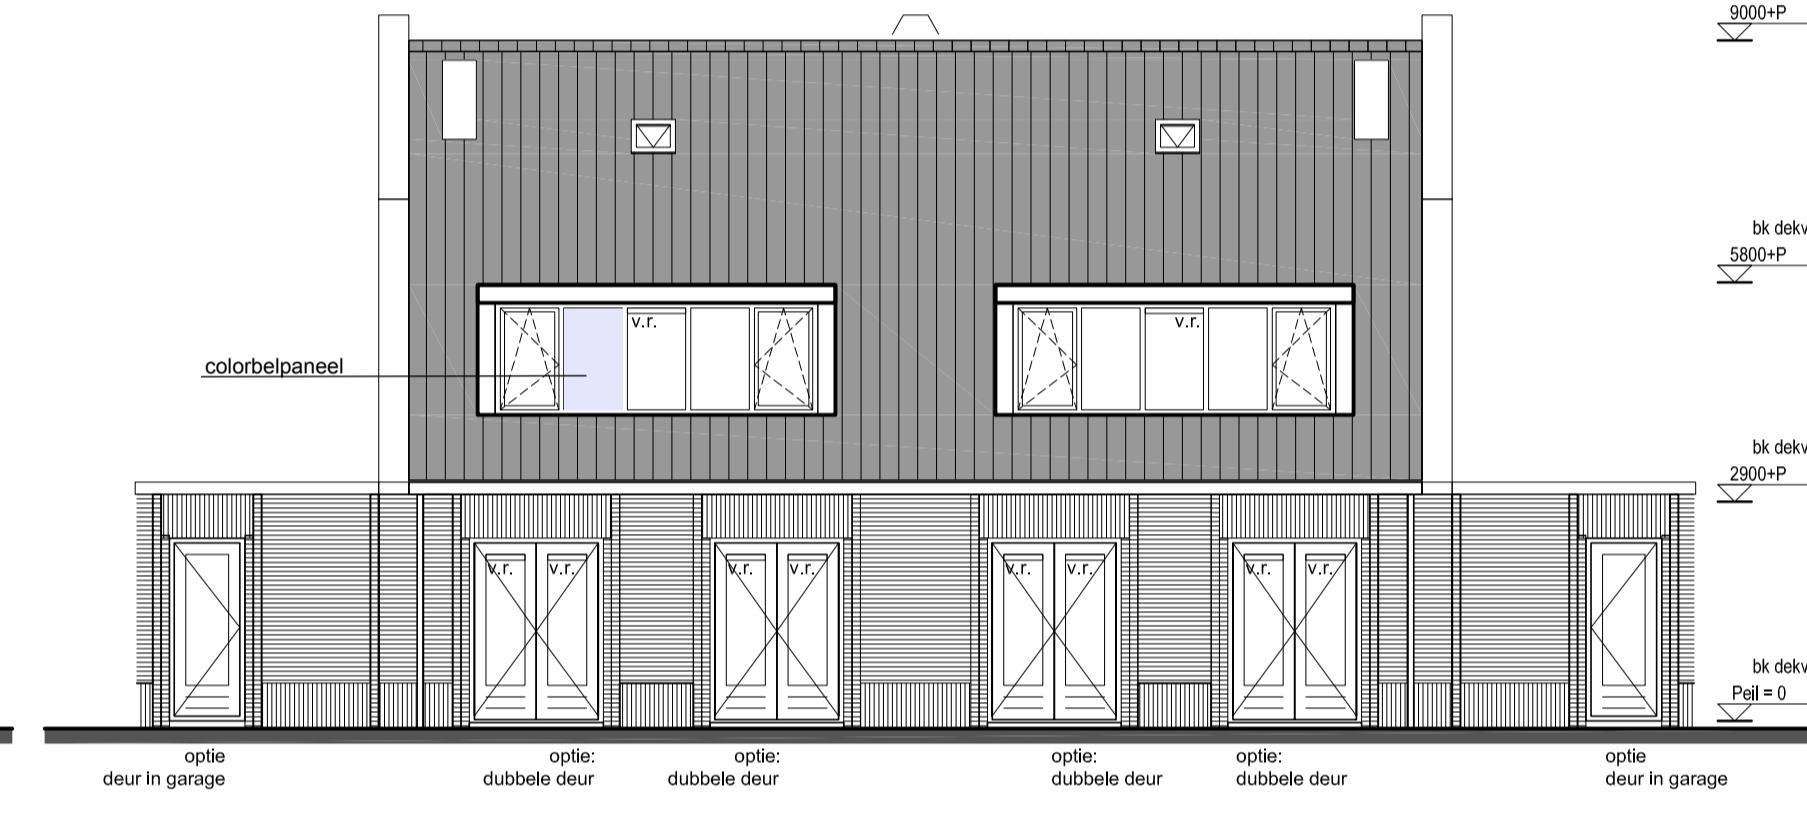 9000+P
bk dekv
5800+P
v.r.
v.r.
colorbelpaneel
bk dekv
2900+P
v.r. v.r. v.r. v.r. v.r. v.r. v.r. v.r.
bk dekv
Peil = 0
optie
deur in garage
optie:
dubbele deur
optie:
dubbele deur
optie:
dubbele deur
optie:
dubbele deur
optie
deur in garage